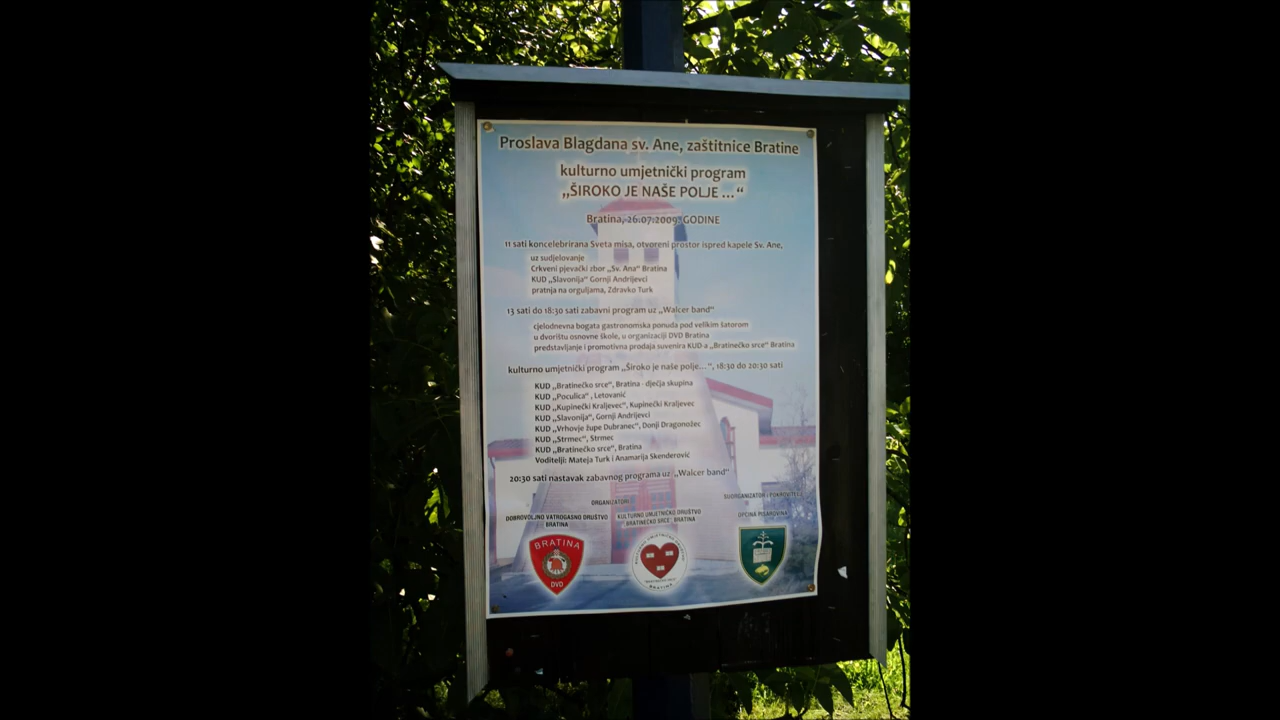 Proslava Blagdana sv. Ane, zaštitnice Bratine
kulturno umjetnički program
„ŠIROKO JE NAŠE POLJE ...“
Bratina, 26.07.2009. GODINE
11 sati koncelebrirana Sveta misa, otvoreni prostor ispred kapele Sv. Ane,
uz sudjelovanje
Crkveni pjevački zbor „Sv. Ana“ Bratina
KUD „Slavonija“ Gornji Andrijevci
pratnja na orguljama, Zdravko Turk
13 sati do 18:30 sati zabavni program uz „Walcer band“
cjelodnevna bogata gastronomska ponuda pod velikim šatorom
u dvorištu osnovne škole, u organizaciji DVD Bratina
predstavljanje i promotivna prodaja suvenira KUD-a „Bratinečko srce“ Bratina
kulturno umjetnički program „Široko je naše polje...“, 18:30 do 20:30 sati
KUD „Bratinečko srce“, Bratina - dječja skupina
KUD „Poculica“ , Letovanić
KUD „Kupinečki Kraljevec“, Kupinečki Kraljevec
KUD „Slavonija“, Gornji Andrijevci
KUD „Vrhovje župe Dubranec“, Donji Dragonožec
KUD „Strmec“, Strmec
KUD „Bratinečko srce“, Bratina
Voditelji: Mateja Turk i Anamarija Skenderović
20:30 sati nastavak zabavnog programa uz „Walcer band“
ORGANIZATORI
SUORGANIZATOR I POKROVITELJ
DOBROVOLJNO VATROGASNO DRUŠTVO
BRATINA
KULTURNO UMJETNIČKO DRUŠTVO
BRATINEČKO SRCE BRATINA
OPĆINA PISAROVINA
BRATINA
DVD
BRATINA